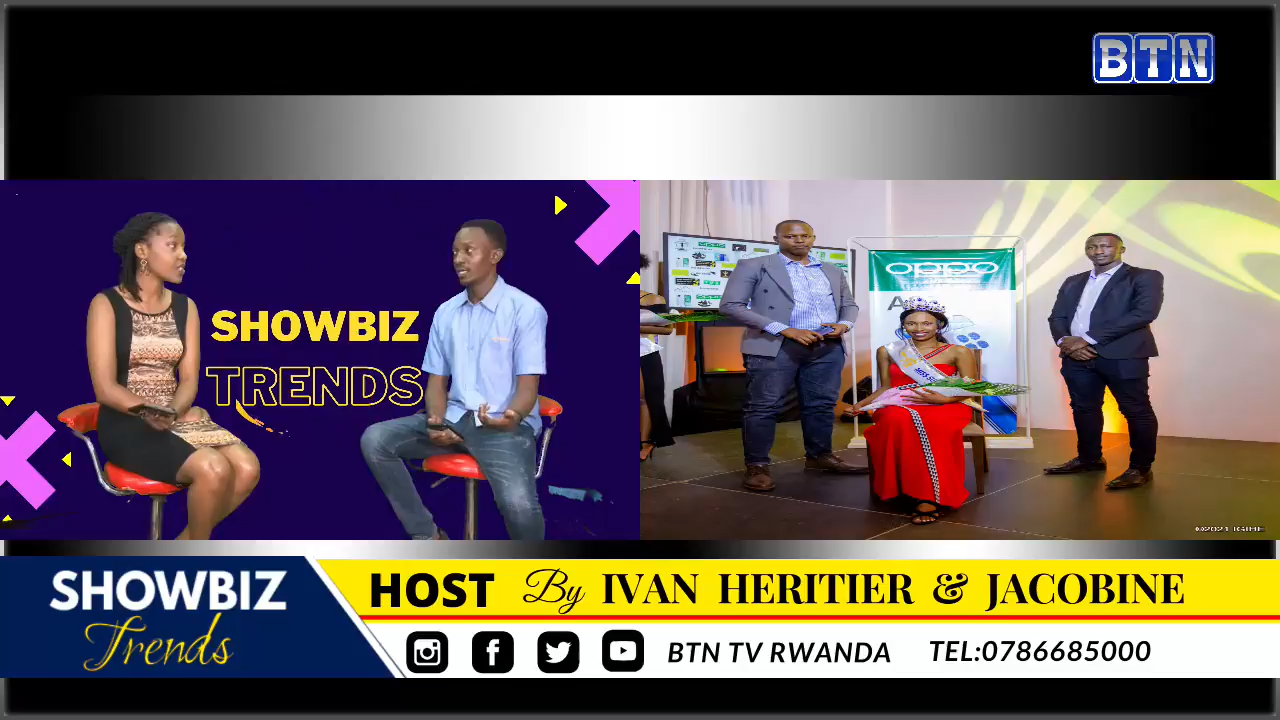 BTN
SHOWBIZ
TRENDS
oppo
SHOWBIZ
Trends
HOST By IVAN HERITIER & JACOBINE
BTN TV RWANDA TEL:0786685000